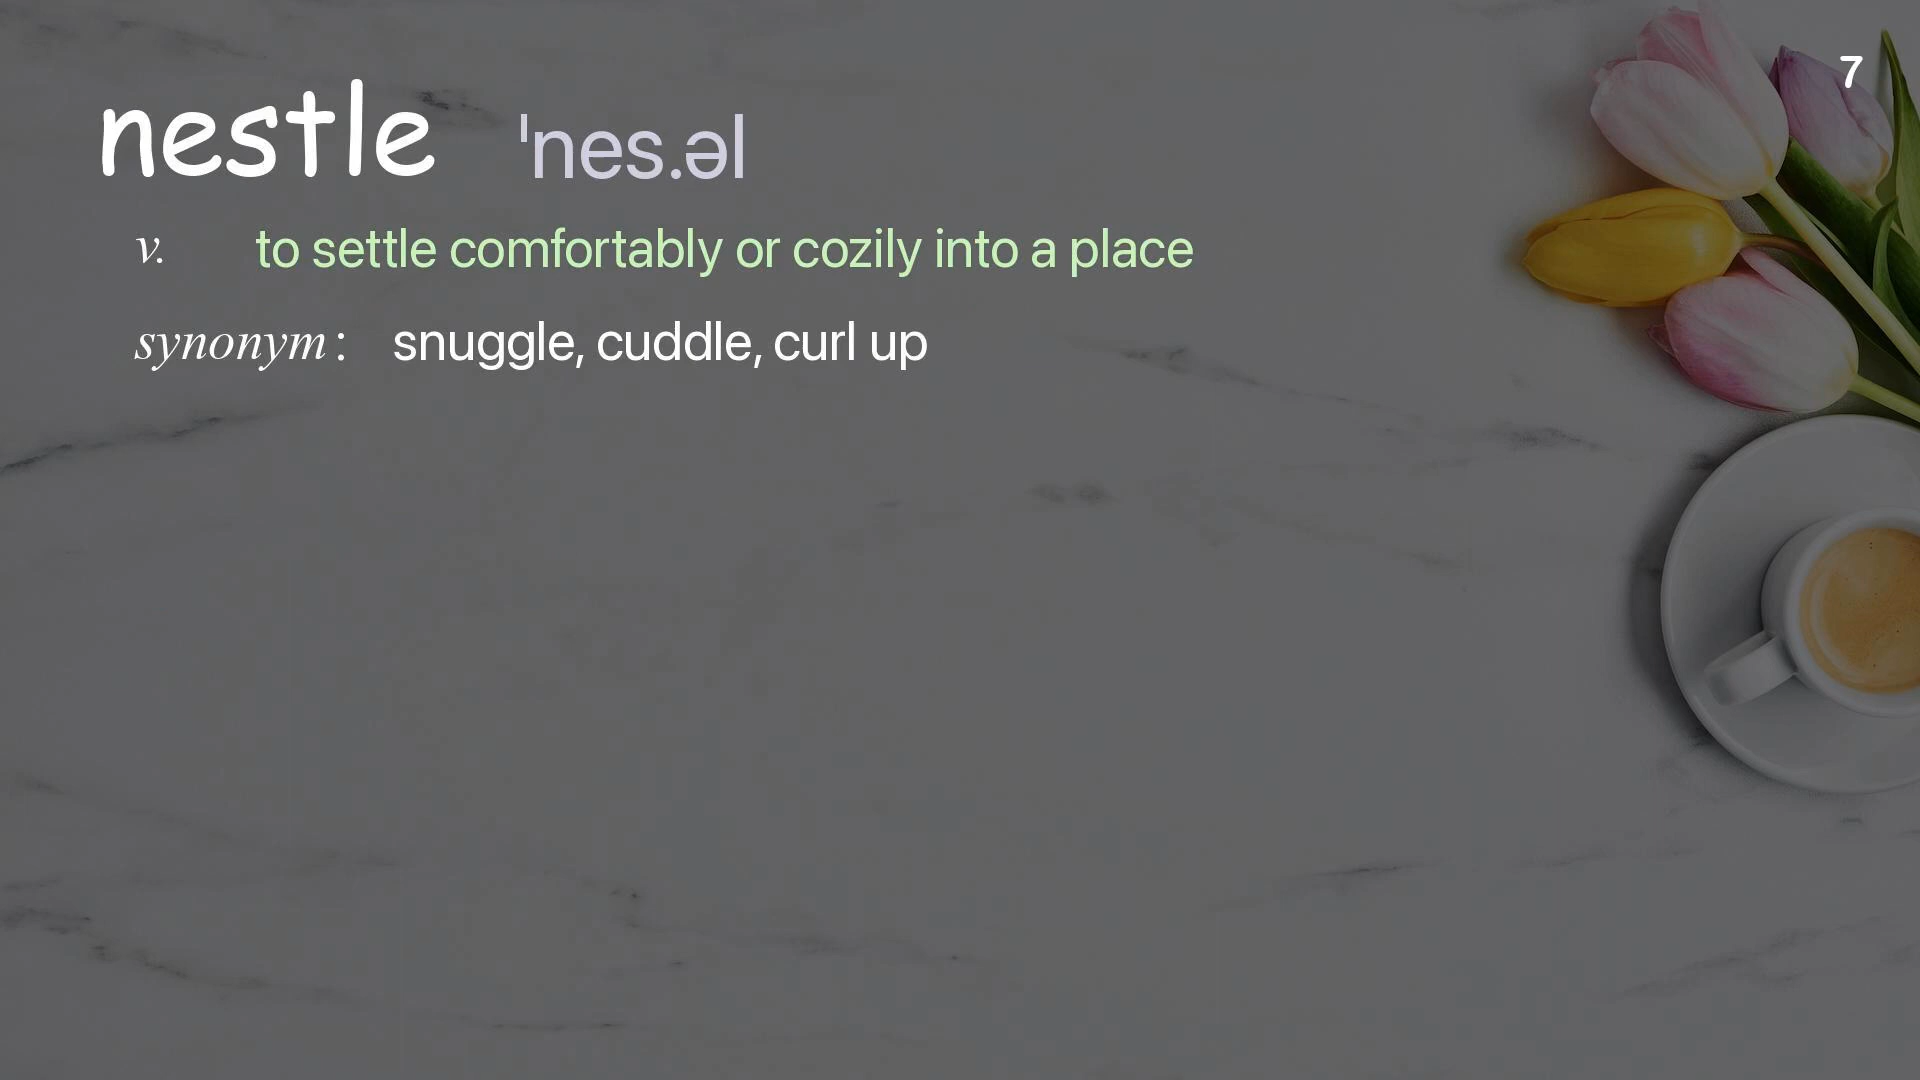 7
nestle ˈnes.əl
v. to settle comfortably or cozily into a place
synonym : snuggle, cuddle, curl up